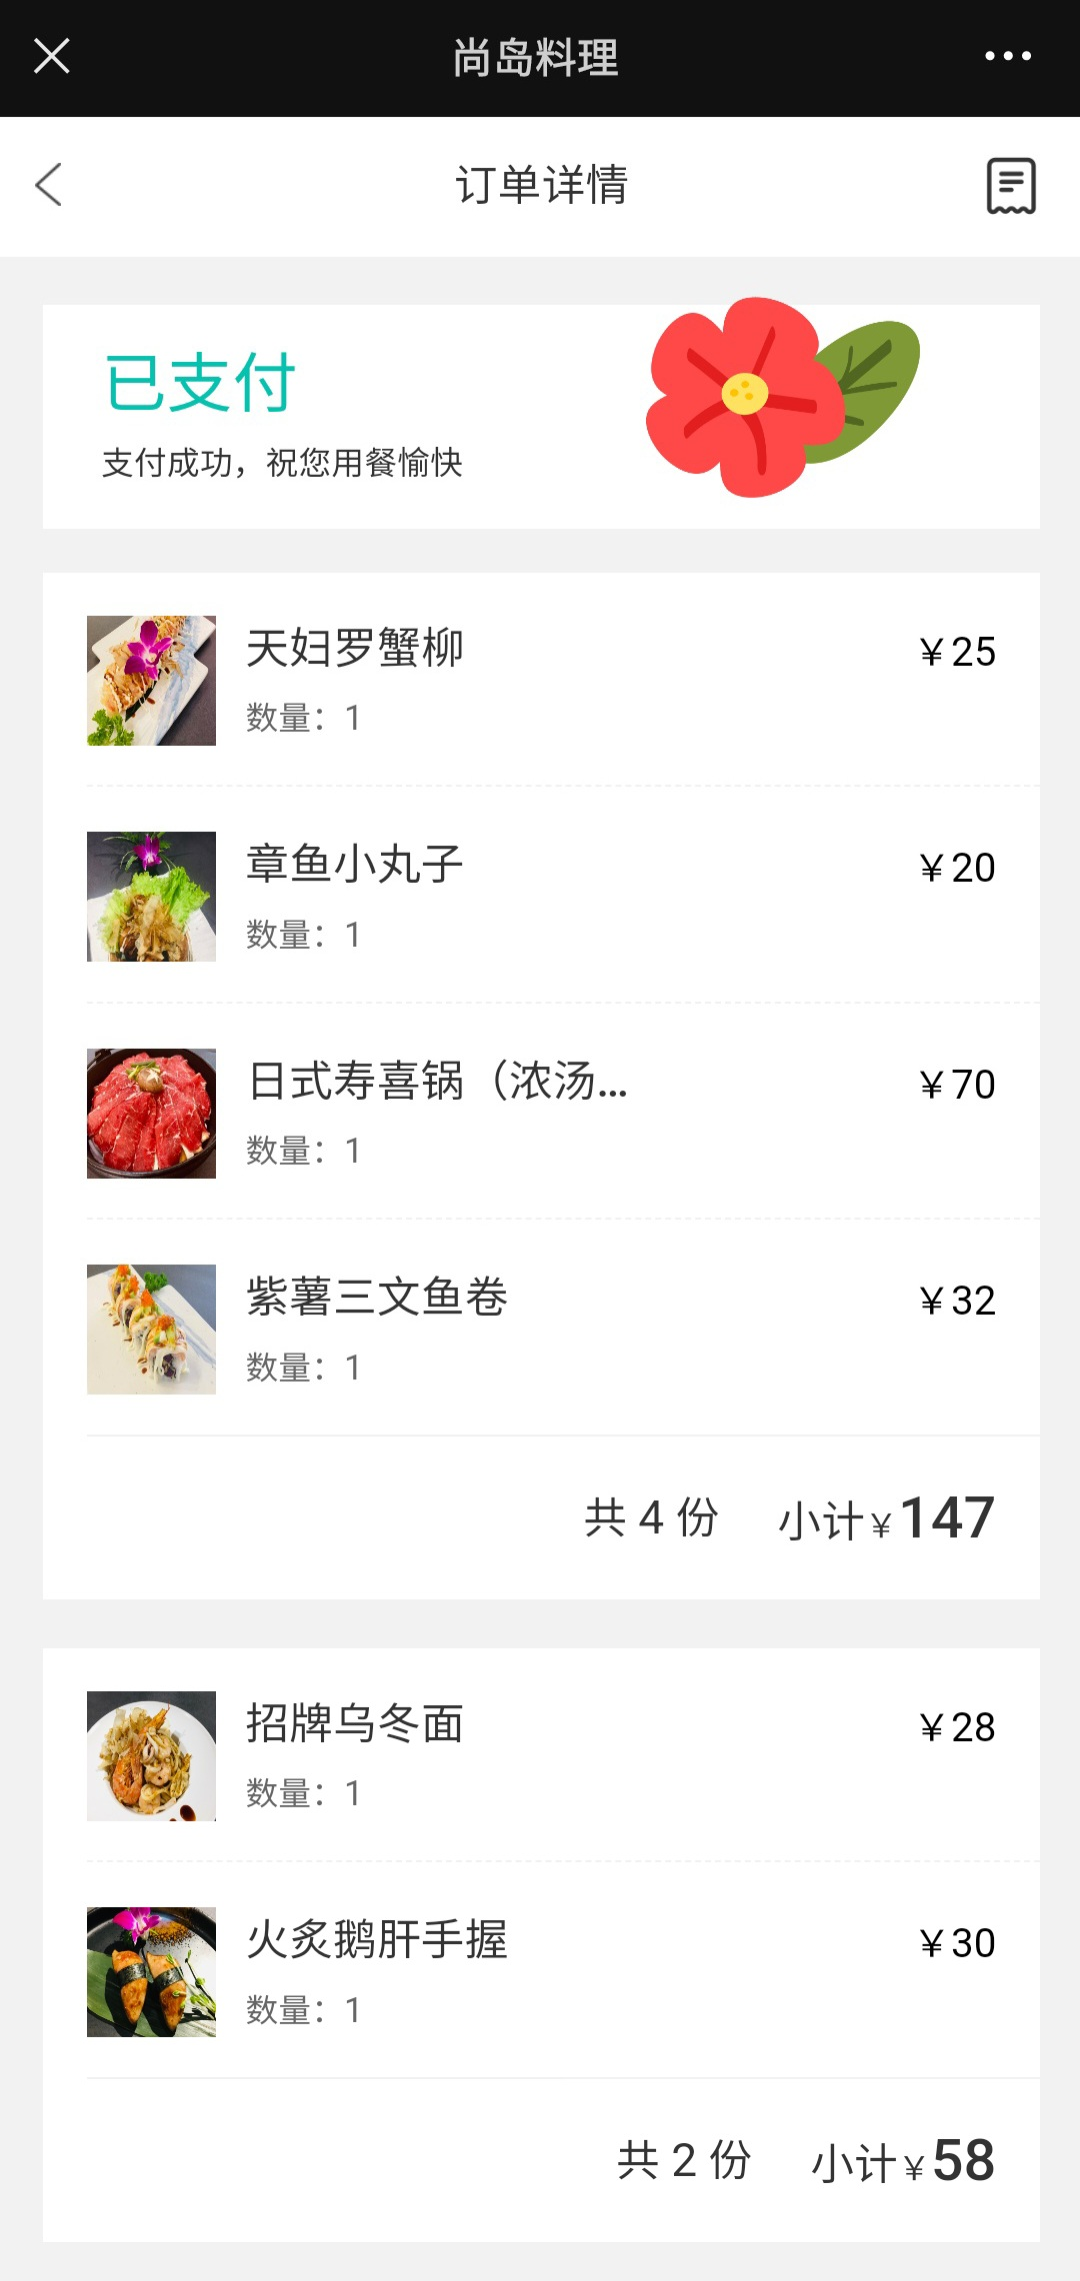 尚岛料理
订单详情
已支付
支付成功，祝您用餐愉快
天妇罗蟹柳 ¥25
数量：1
章鱼小丸子 ¥20
数量：1
日式寿喜锅（浓汤... ¥70
数量：1
紫薯三文鱼卷 ¥32
数量：1
共 4 份 小计¥147
招牌乌冬面 ¥28
数量：1
火炙鹅肝手握 ¥30
数量：1
共 2 份 小计¥58